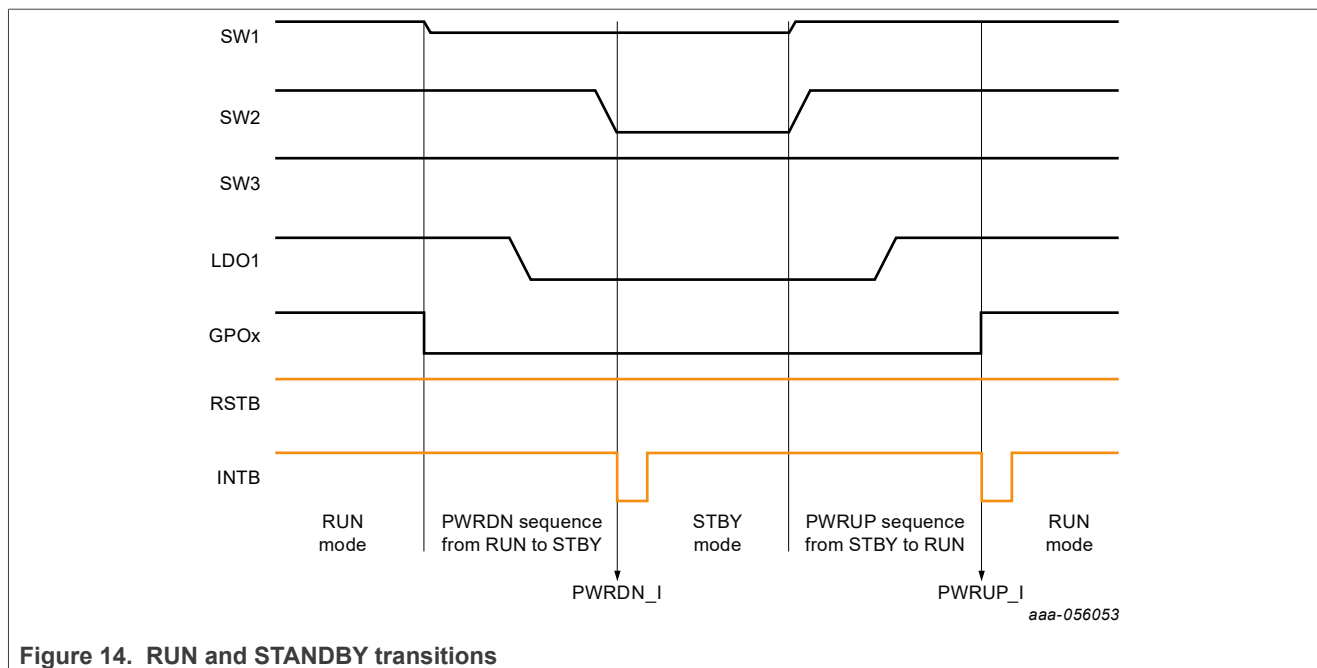 SW1
SW2
SW3
LDO1
GPOx
RSTB
INTB
RUN
mode
PWRDN sequence
from RUN to STBY
STBY
mode
PWRUP sequence
from STBY to RUN
RUN
mode
PWRDN_I
PWRUP_I
aaa-056053
Figure 14. RUN and STANDBY transitions